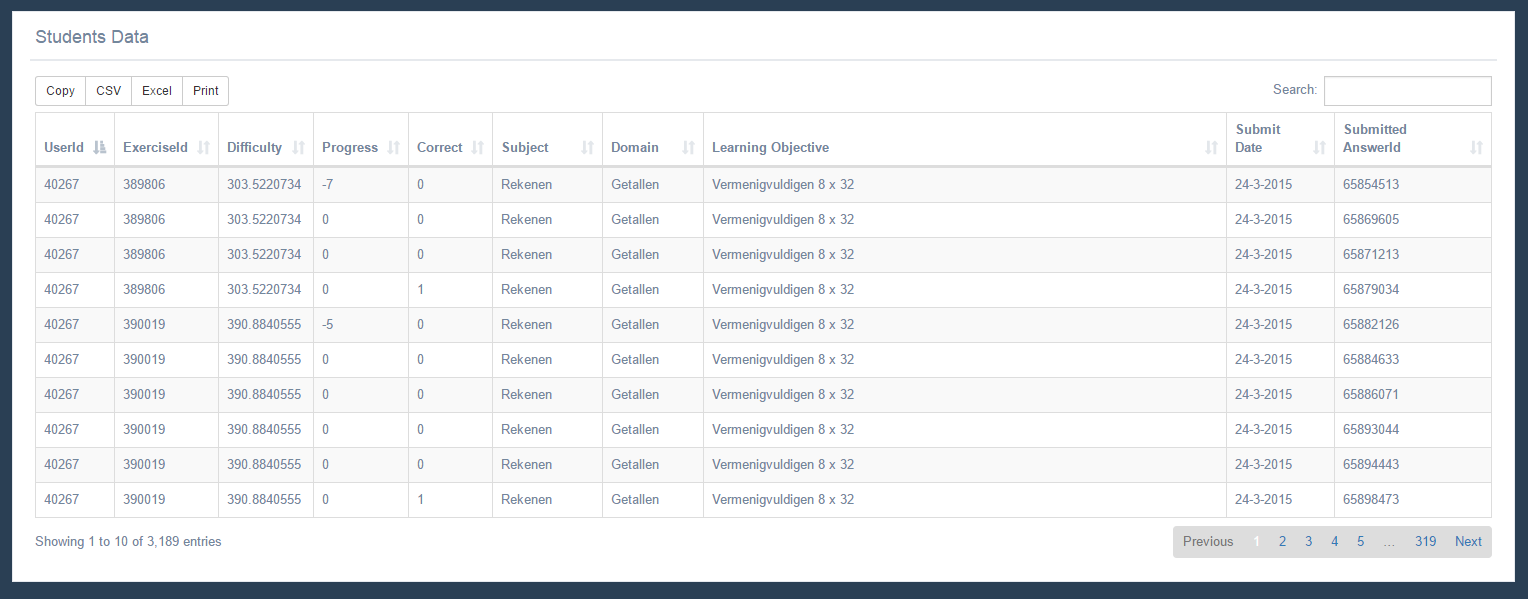 Students Data
Copy CSV Excel Print Search:
UserId ExerciseId Difficulty Progress Correct Subject Domain Learning Objective Submit Date Submitted AnswerId
40267 389806 303.5220734 -7 0 Rekenen Getallen Vermenigvuldigen 8 x 32 24-3-2015 65854513
40267 389806 303.5220734 0 0 Rekenen Getallen Vermenigvuldigen 8 x 32 24-3-2015 65869605
40267 389806 303.5220734 0 0 Rekenen Getallen Vermenigvuldigen 8 x 32 24-3-2015 65871213
40267 389806 303.5220734 0 1 Rekenen Getallen Vermenigvuldigen 8 x 32 24-3-2015 65879034
40267 390019 390.8840555 -5 0 Rekenen Getallen Vermenigvuldigen 8 x 32 24-3-2015 65882126
40267 390019 390.8840555 0 0 Rekenen Getallen Vermenigvuldigen 8 x 32 24-3-2015 65884633
40267 390019 390.8840555 0 0 Rekenen Getallen Vermenigvuldigen 8 x 32 24-3-2015 65886071
40267 390019 390.8840555 0 0 Rekenen Getallen Vermenigvuldigen 8 x 32 24-3-2015 65893044
40267 390019 390.8840555 0 0 Rekenen Getallen Vermenigvuldigen 8 x 32 24-3-2015 65894443
40267 390019 390.8840555 0 1 Rekenen Getallen Vermenigvuldigen 8 x 32 24-3-2015 65898473
Showing 1 to 10 of 3,189 entries Previous 1 2 3 4 5 ... 319 Next